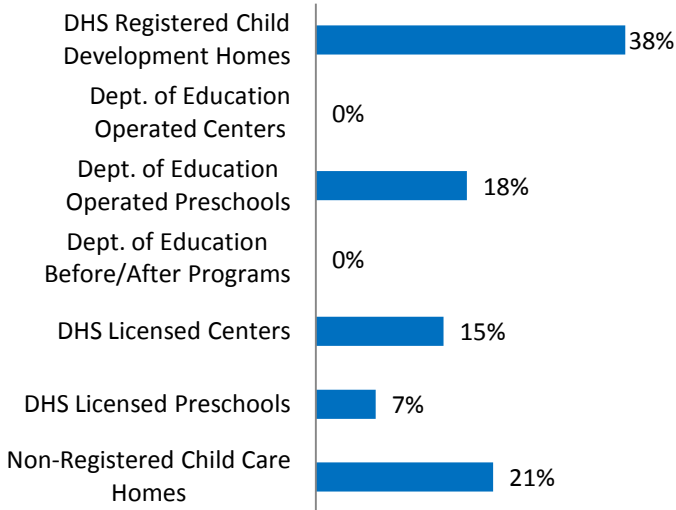 DHS Registered Child
Development Homes
38%
Dept. of Education
Operated Centers
0%
Dept. of Education
Operated Preschools
18%
Dept. of Education
Before/After Programs
0%
DHS Licensed Centers
15%
DHS Licensed Preschools
7%
Non-Registered Child Care
Homes
21%